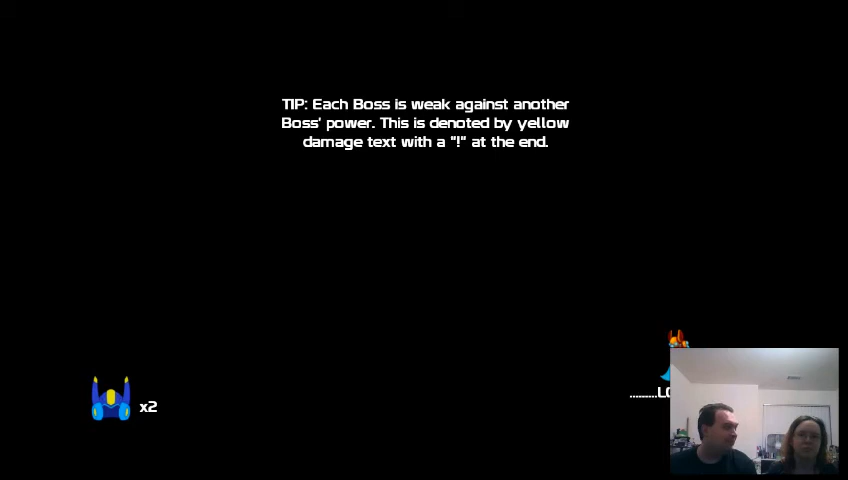 TIP: Each Boss is weak against another
Boss' power. This is denoted by yellow
damage text with a "!" at the end.
x2
.........LO